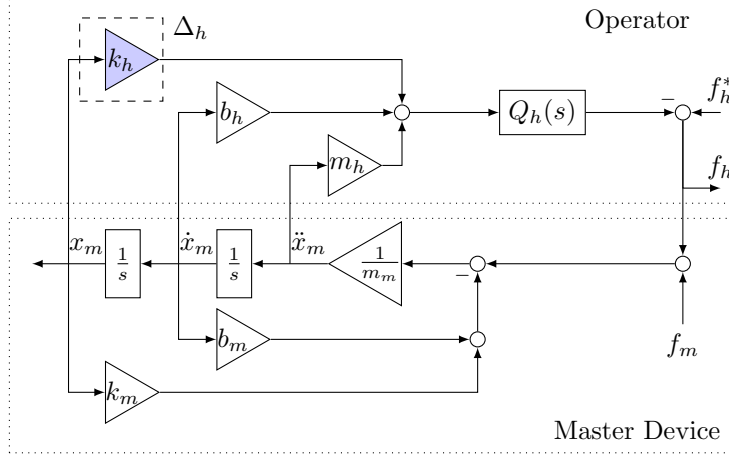 Operator
Δ_h
k_h
b_h
m_h
Q_h(s)
−
f_h^*
f_h
x_m
1/s
ẋ_m
1/s
ẍ_m
1/m_m
−
b_m
f_m
k_m
Master Device